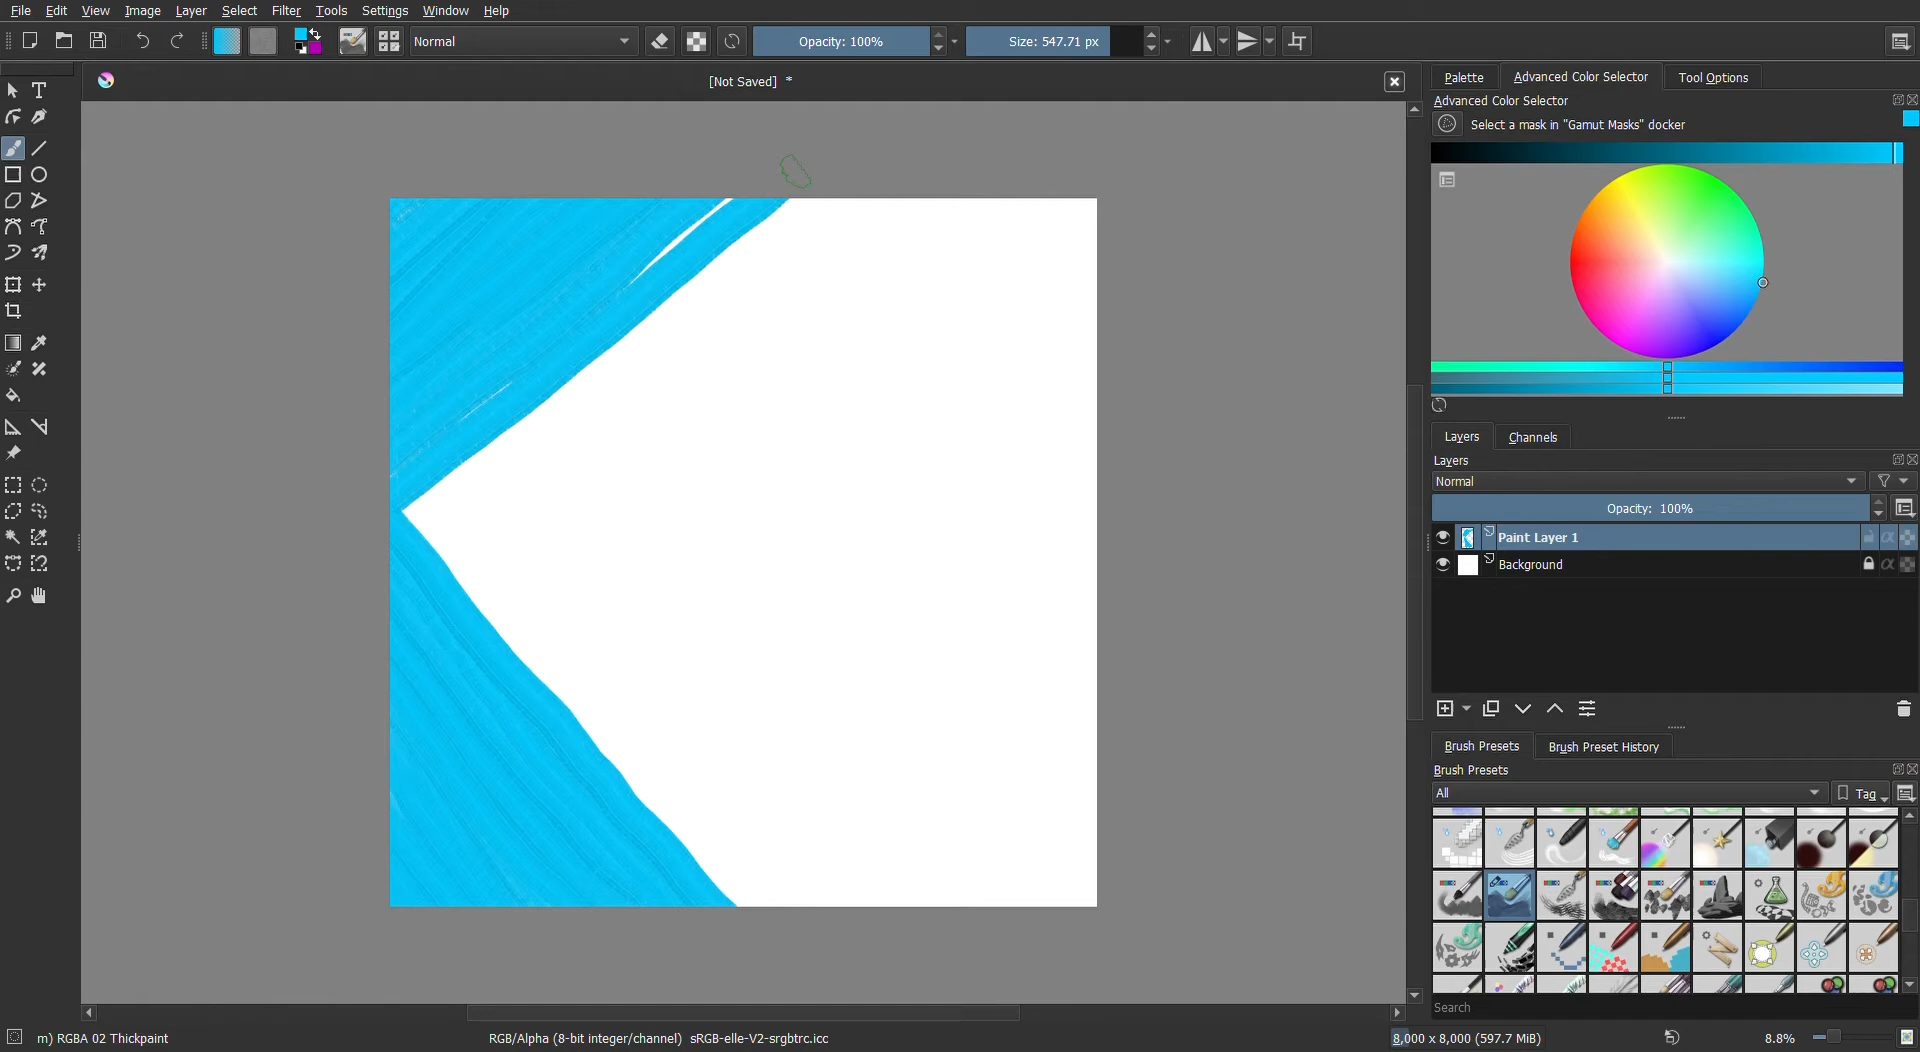 File Edit View Image Layer Select Filter Tools Settings Window Help
Normal Opacity: 100% Size: 547.71 px
[Not Saved] *
Palette Advanced Color Selector Tool Options
Advanced Color Selector
Select a mask in "Gamut Masks" docker
Layers Channels
Layers
Normal
Opacity: 100%
Paint Layer 1
Background
Brush Presets Brush Preset History
Brush Presets
All Tag
Search
m) RGBA 02 Thickpaint RGB/Alpha (8-bit integer/channel) sRGB-elle-V2-srgbtrc.icc 8,000 x 8,000 (597.7 MiB) 8.8%